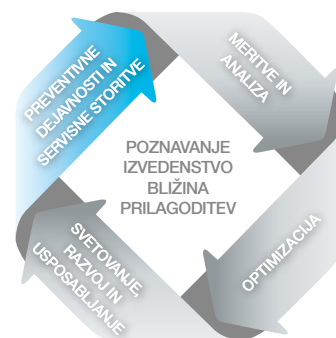 PREVENTIVNE
DEJAVNOSTI IN
SERVISNE STORITVE
MERITVE IN
ANALIZA
POZNAVANJE
IZVEDENSTVO
BLIŽINA
PRILAGODITEV
OPTIMIZACIJA
SVETOVANJE,
RAZVOJ IN
USPOSABLJANJE